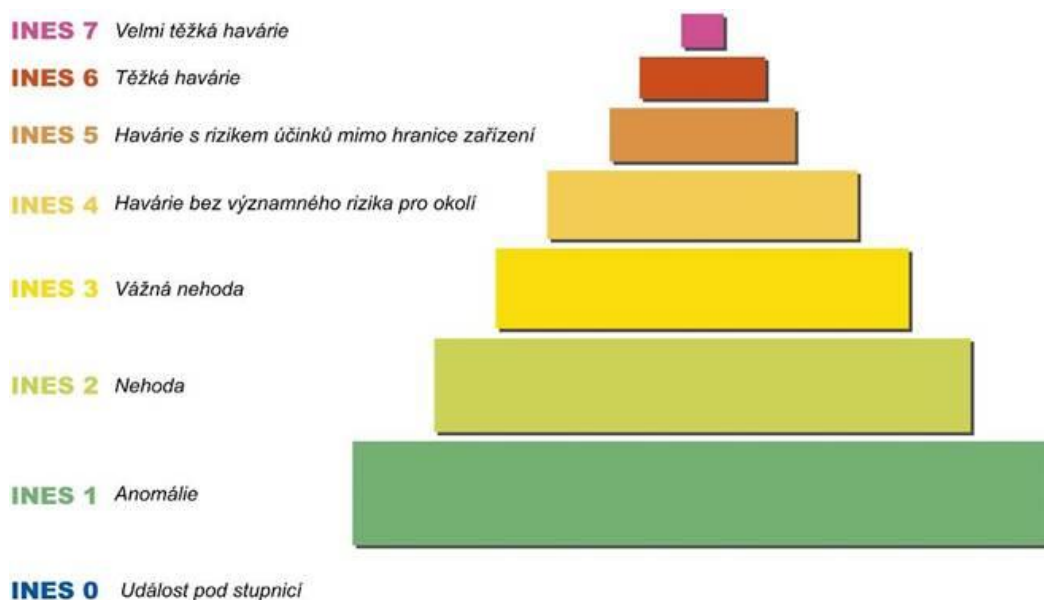 INES 7 Velmi těžká havárie
INES 6 Těžká havárie
INES 5 Havárie s rizikem účinků mimo hranice zařízení
INES 4 Havárie bez významného rizika pro okolí
INES 3 Vážná nehoda
INES 2 Nehoda
INES 1 Anomálie
INES 0 Událost pod stupnicí